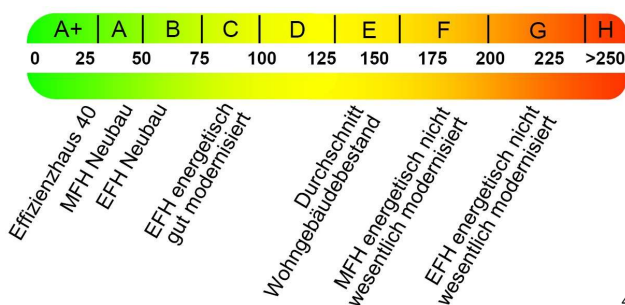 A+ A B C D E F G H
0 25 50 75 100 125 150 175 200 225 >250
Effizienzhaus 40
MFH Neubau
EFH Neubau
EFH energetisch
gut modernisiert
Durchschnitt
Wohngebäudebestand
MFH energetisch nicht
wesentlich modernisiert
EFH energetisch nicht
wesentlich modernisiert